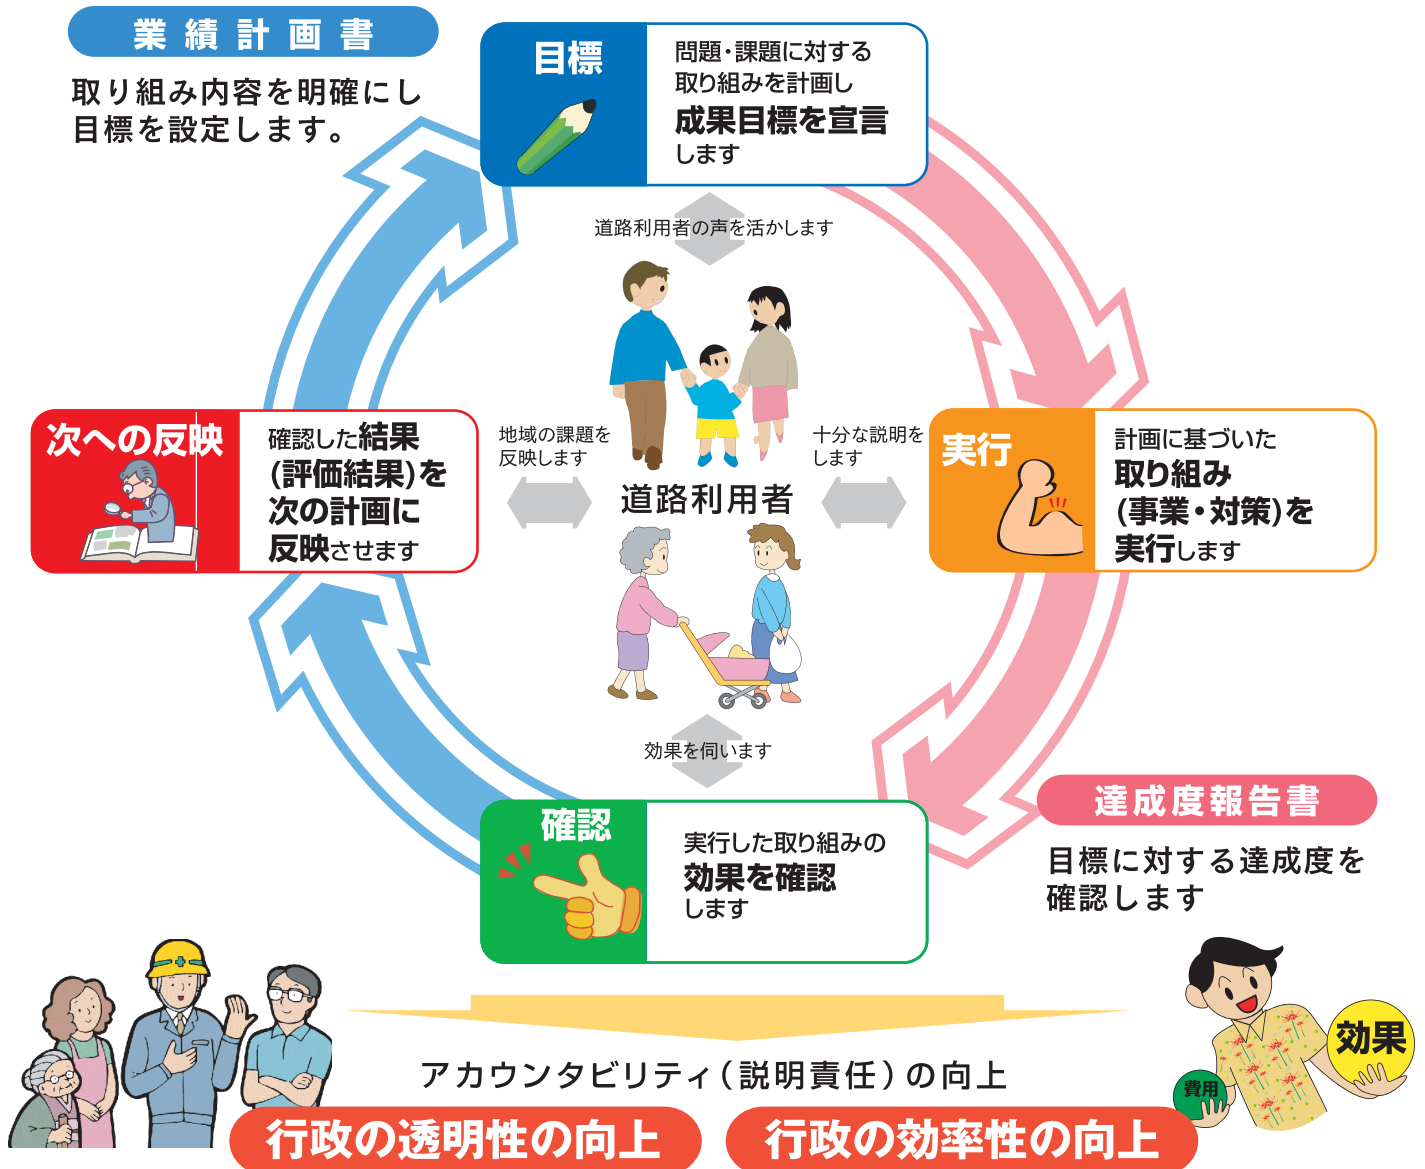 業績計画書
取り組み内容を明確にし
目標を設定します。
目標
問題・課題に対する
取り組みを計画し
成果目標を宣言
します
道路利用者の声を活かします
次への反映
確認した結果
(評価結果)を
次の計画に
反映させます
地域の課題を
反映します
道路利用者
十分な説明を
します
実行
計画に基づいた
取り組み
(事業・対策)を
実行します
効果を伺います
確認
実行した取り組みの
効果を確認
します
達成度報告書
目標に対する達成度を
確認します
アカウンタビリティ(説明責任)の向上
行政の透明性の向上
行政の効率性の向上
費用
効果